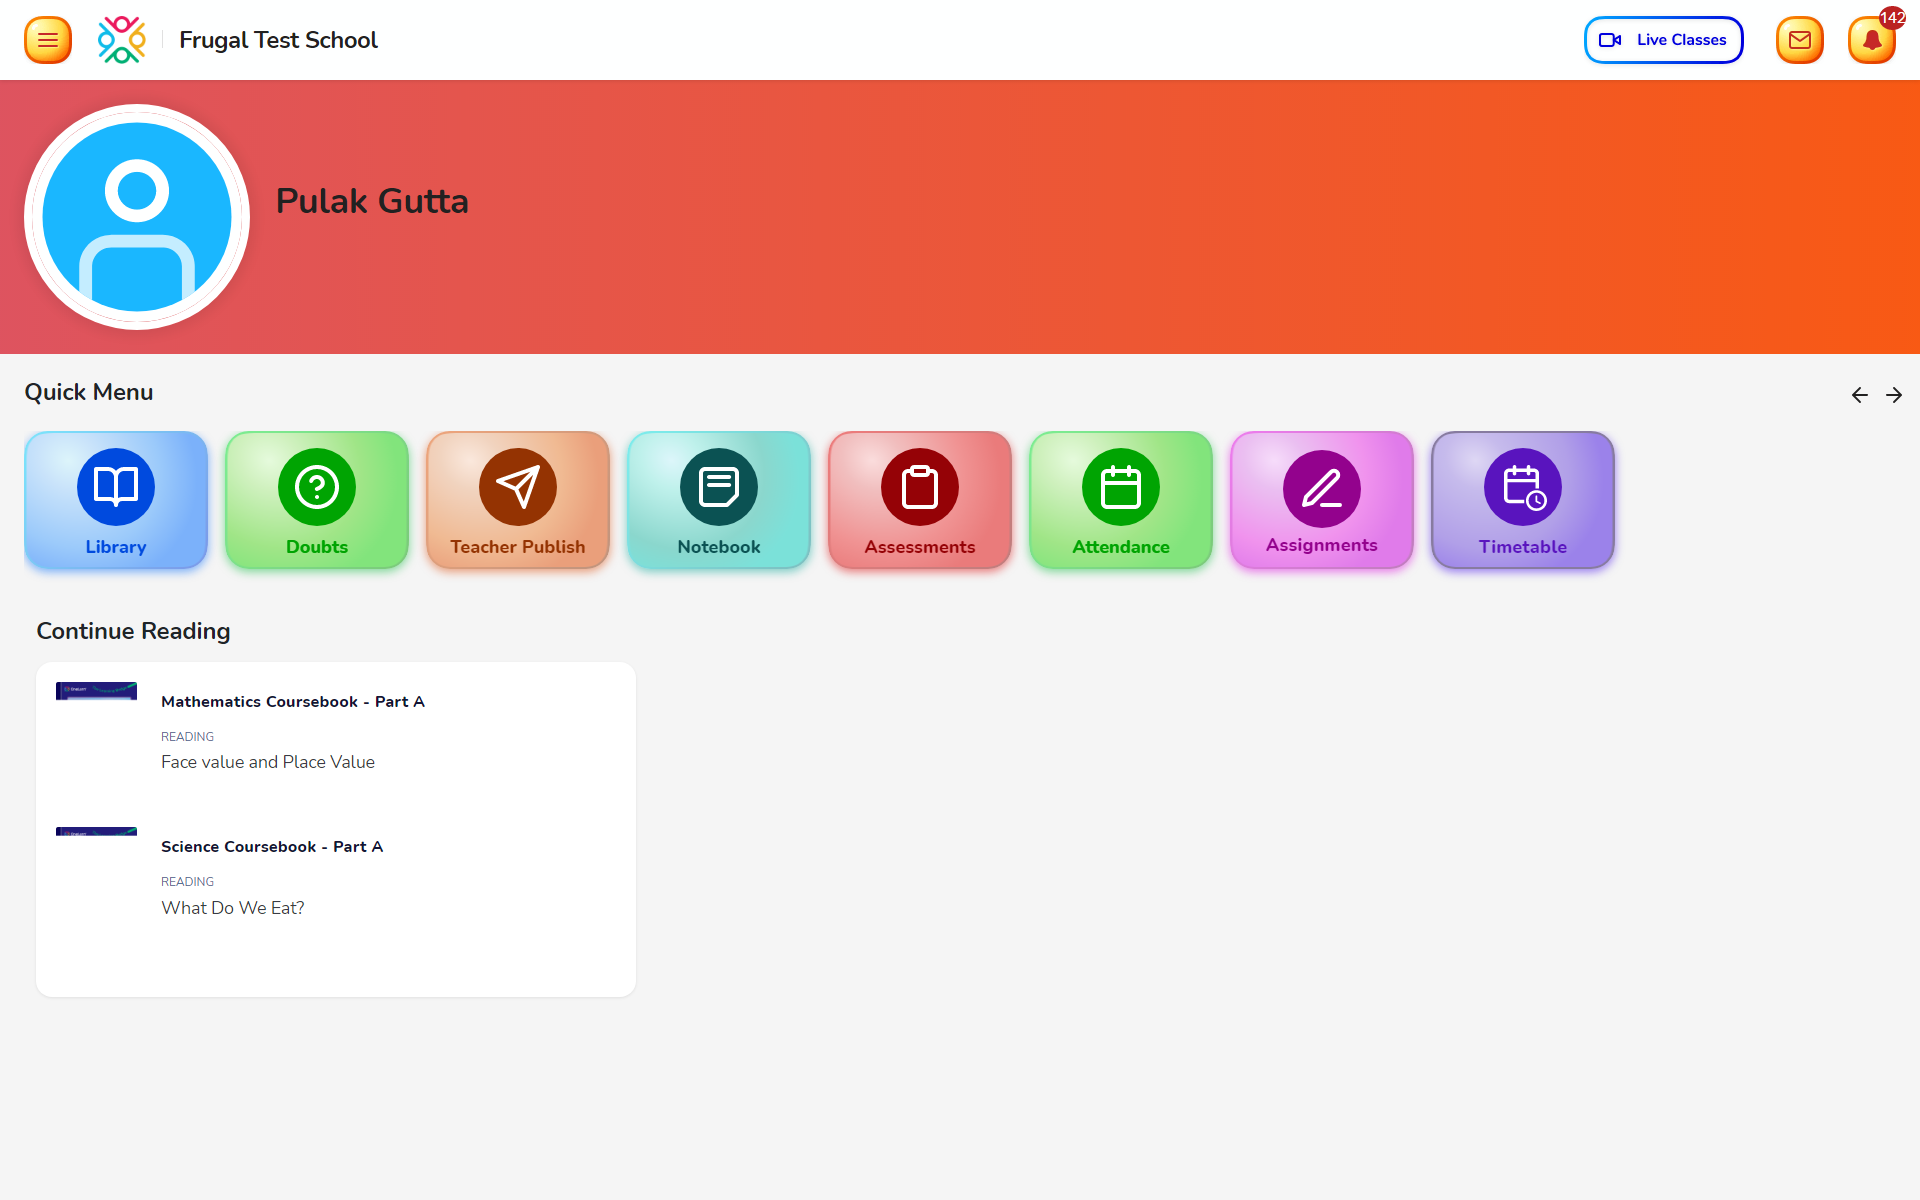 Frugal Test School
Live Classes
142
Pulak Gutta
Quick Menu
Library
Doubts
Teacher Publish
Notebook
Assessments
Attendance
Assignments
Timetable
Continue Reading
Mathematics Coursebook - Part A
READING
Face value and Place Value
Science Coursebook - Part A
READING
What Do We Eat?